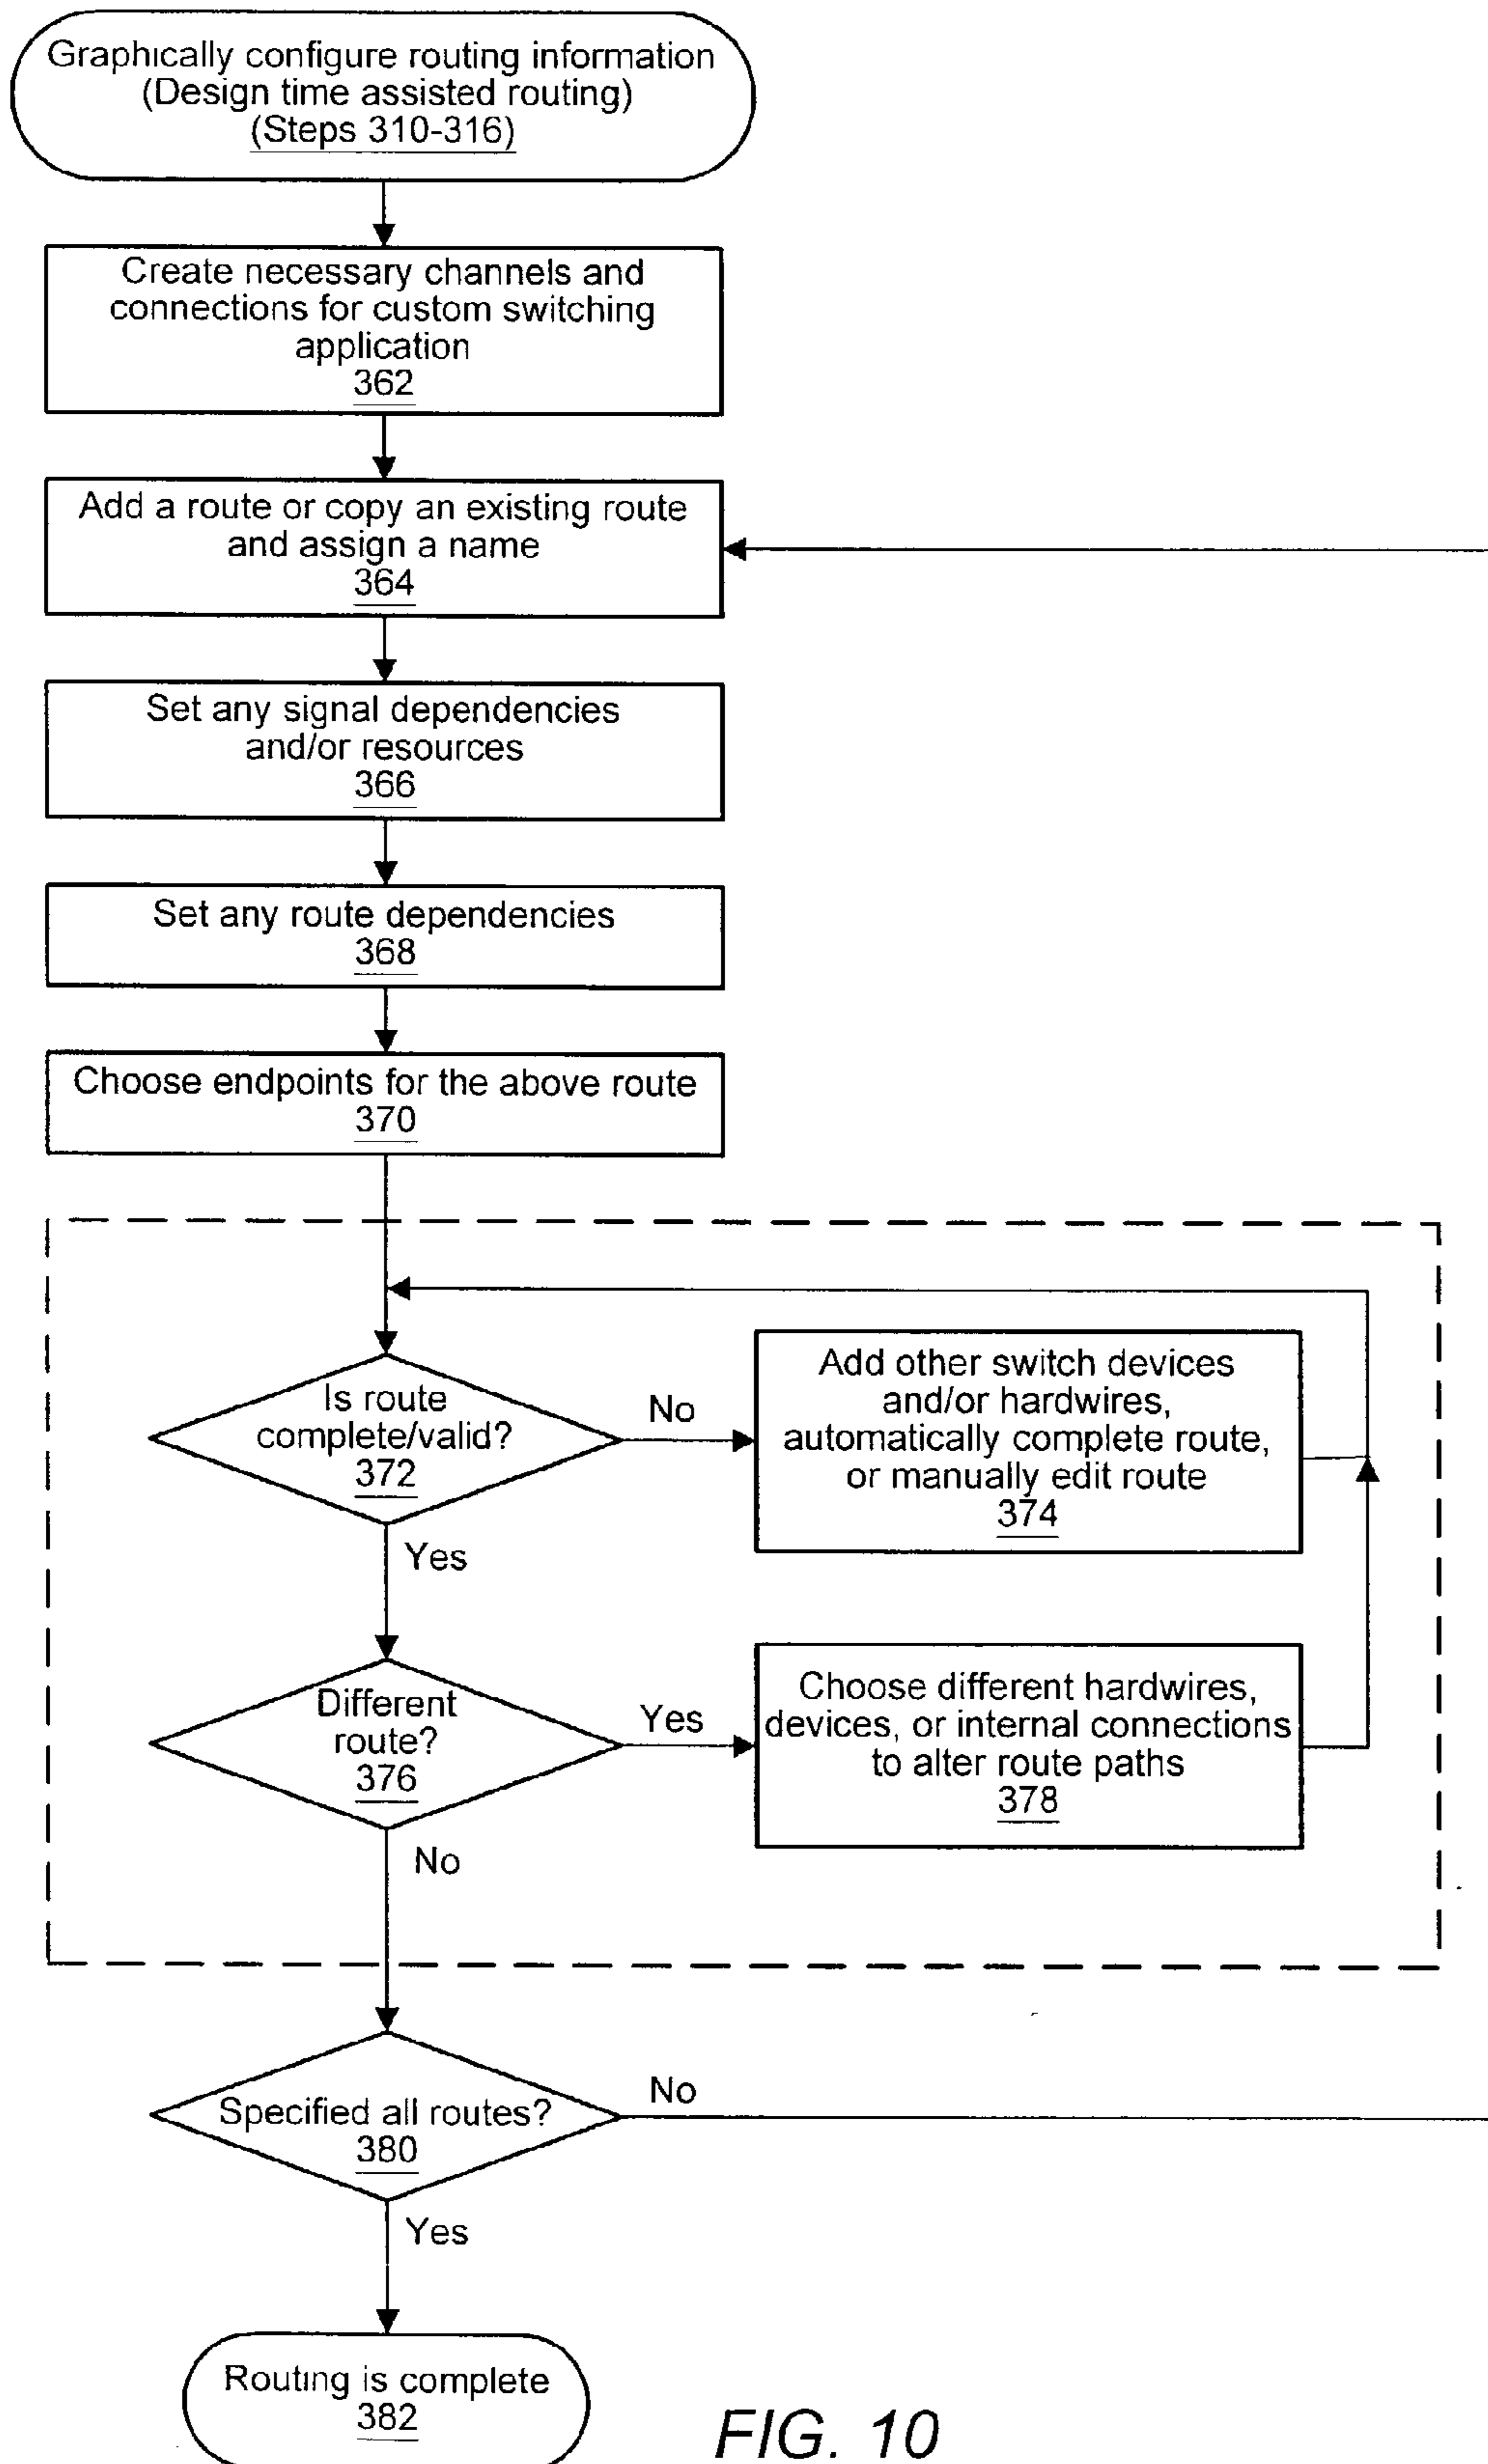 Graphically configure routing information
(Design time assisted routing)
(Steps 310-316)
Create necessary channels and
connections for custom switching
application
362
Add a route or copy an existing route
and assign a name
364
Set any signal dependencies
and/or resources
366
Set any route dependencies
368
Choose endpoints for the above route
370
Is route
complete/valid?
372
No
Add other switch devices
and/or hardwires,
automatically complete route,
or manually edit route
374
Yes
Different
route?
376
Yes
Choose different hardwires,
devices, or internal connections
to alter route paths
378
No
Specified all routes?
380
No
Yes
Routing is complete
382
FIG. 10